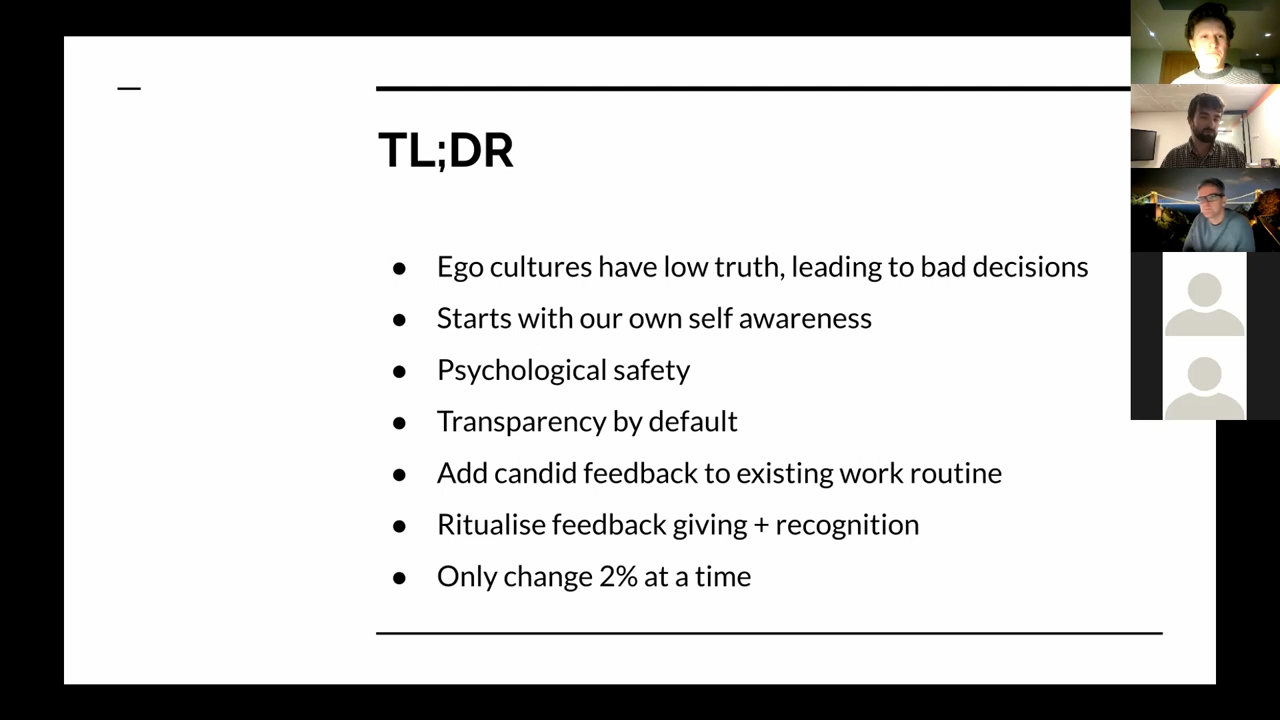 TL;DR
● Ego cultures have low truth, leading to bad decisions
● Starts with our own self awareness
● Psychological safety
● Transparency by default
● Add candid feedback to existing work routine
● Ritualise feedback giving + recognition
● Only change 2% at a time